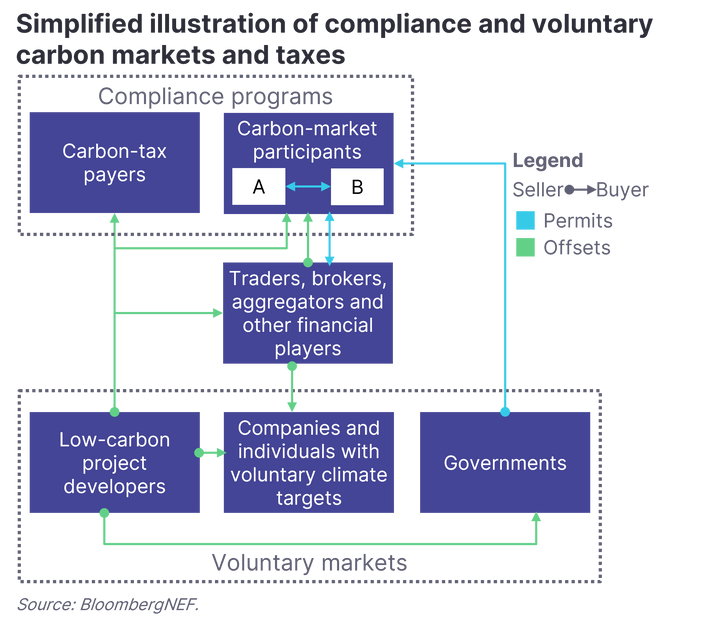 Simplified illustration of compliance and voluntary
carbon markets and taxes
Compliance programs
Carbon-tax
payers
Carbon-market
participants
A
B
Legend
Seller
Buyer
Permits
Offsets
Traders, brokers,
aggregators and
other financial
players
Low-carbon
project
developers
Companies and
individuals with
voluntary climate
targets
Governments
Voluntary markets
Source: BloombergNEF.